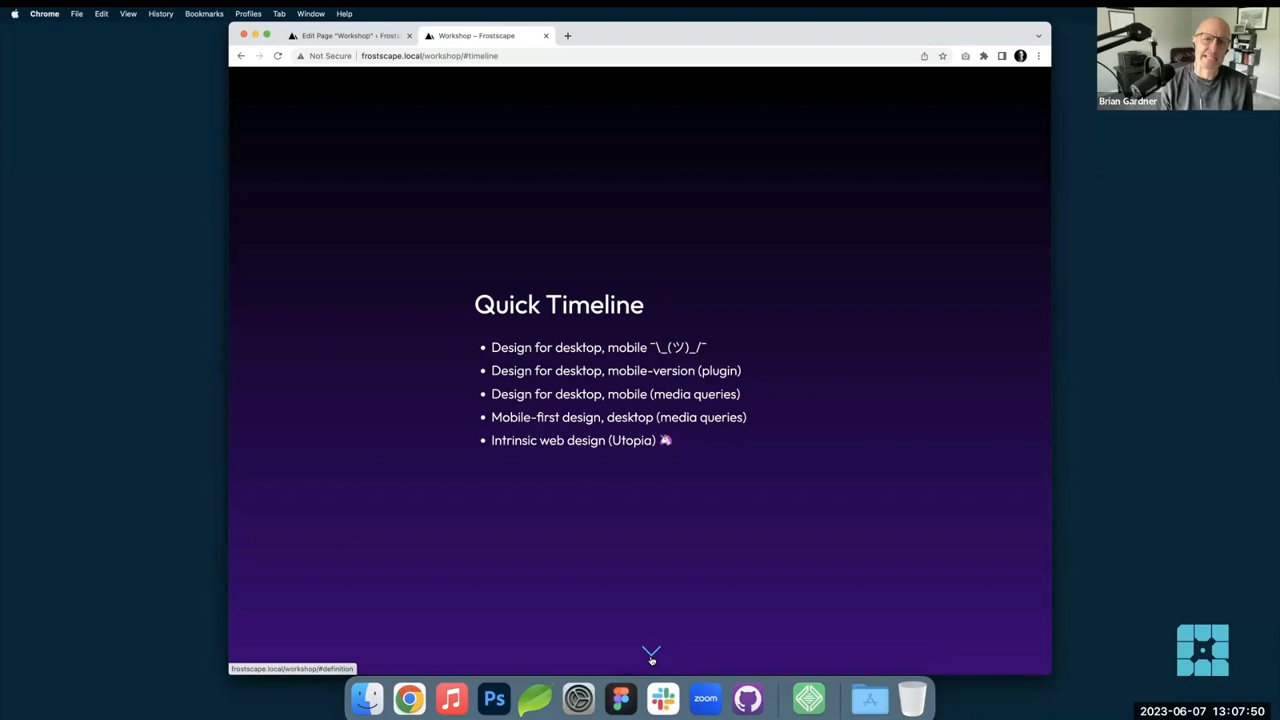 Chrome File Edit View History Bookmarks Profiles Tab Window Help
Edit Page "Workshop" ‹ Frosts
Workshop – Frostscape
Not Secure frostscape.local/workshop/#timeline
Brian Gardner
Quick Timeline
• Design for desktop, mobile ¯\_(ツ)_/¯
• Design for desktop, mobile-version (plugin)
• Design for desktop, mobile (media queries)
• Mobile-first design, desktop (media queries)
• Intrinsic web design (Utopia) 🦄
frostscape.local/workshop/#definition
Ps
zoom
2023-06-07 13:07:50